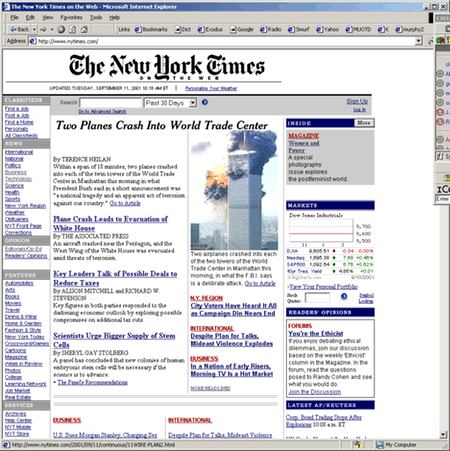 The New York Times on the Web - Microsoft Internet Explorer
File Edit View Favorites Tools Help
Back Links Bookmarks Dict Exodus Google Radio Smurf Yahoo MUOTD K murphy2
Address http://www.nytimes.com/
The New York Times
ON THE WEB
UPDATED TUESDAY, SEPTEMBER 11, 2001 10:18 AM ET | Personalize Your Weather
Search Past 30 Days
Go to Advanced Search
Sign Up
Log In
CLASSIFIEDS
Find a Job
Post a Job
Find a Home
Personals
All Classifieds
NEWS
International
National
Politics
Business
Technology
Science
Health
Sports
New York Region
Weather
Obituaries
NYT Front Page
Corrections
OPINION
Editorials/Op-Ed
Readers' Opinions
FEATURES
Automobiles
Arts
Books
Movies
Travel
Dining & Wine
Home & Garden
Fashion & Style
New York Today
Crossword/Games
Cartoons
Magazine
Week in Review
Photos
College
Learning Network
Job Market
Real Estate
SERVICES
Archives
Help Center
NYT Mobile
NYT Store
Two Planes Crash Into World Trade Center
By TERENCE NEILAN
Within a span of 18 minutes, two planes crashed
into each of the twin towers of the World Trade
Center in Manhattan this morning in what
President Bush said in a short announcement was
"a national tragedy and an apparent act of terrorism
against our country." Go to Article
Plane Crash Leads to Evacuation of
White House
By THE ASSOCIATED PRESS
An aircraft crashed near the Pentagon, and the
West Wing of the White House was evacuated
amid threats of terrorism.
Key Leaders Talk of Possible Deals to
Reduce Taxes
By ALISON MITCHELL and RICHARD W.
STEVENSON
Key figures in both parties responded to the
darkening economic outlook by exploring possible
compromises on additional tax cuts.
Scientists Urge Bigger Supply of Stem
Cells
By SHERYL GAY STOLBERG
A panel has concluded that new colonies of human
embryonic stem cells will be necessary if the
science is to advance.
• The Panel's Recommendations
Two airplanes crashed into
each of the two towers of the
World Trade Center in
Manhattan this morning, in
what the F.B.I. says is a
deliberate attack. Go to Article
N.Y. REGION
City Voters Have Heard It All
as Campaign Din Nears End
INTERNATIONAL
Despite Plan for Talks,
Mideast Violence Explodes
BUSINESS
In a Nation of Early Risers,
Morning TV Is a Hot Market
MORE HEADLINES
INSIDE More
MAGAZINE
Women and
Power
A special
photography
issue explores
the postfeminist world.
MARKETS
Dow Jones Industrials
9,700
9,600
9,500
11 1 3
DJIA 9,605.51 -0.34 -0.00%
Nasdaq 1,695.38 +7.68 +0.46%
S&P500 1,092.54 +6.76 +0.62%
10yr Treas. Yield 4.85% +0.01
View Your Personal Portfolio
Stock
Quotes:
Symbol
Lookup
READERS' OPINIONS
FORUMS
You're the Ethicist
If you enjoy debating ethical
dilemmas, join our discussion
based on the weekly 'Ethicist'
column in the Magazine. In the
forum, read the questions
posed to Randy Cohen and see
what you would do.
Join the Discussion
LATEST AP/REUTERS
Corp. Bond Trading Stops After
Explosions 10:08 a.m. ET
BUSINESS
U.S. Sues Morgan Stanley, Charging Sex
INTERNATIONAL
Despite Plan for Talks, Mideast Violence
http://www.nytimes.com/2001/09/11/continuous/11WIRE-PLAN2.html
My Computer